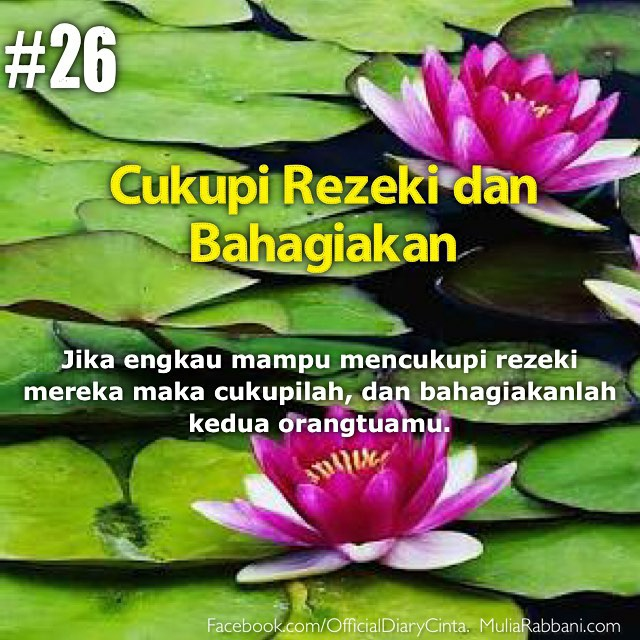 #26
Cukupi Rezeki dan
Bahagiakan
Jika engkau mampu mencukupi rezeki
mereka maka cukupilah, dan bahagiakanlah
kedua orangtuamu.
Facebook.com/OfficialDiaryCinta. MuliaRabbani.com